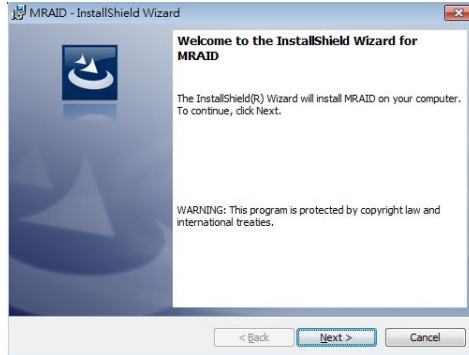 MRAID - InstallShield Wizard
Welcome to the InstallShield Wizard for
MRAID
The InstallShield(R) Wizard will install MRAID on your computer.
To continue, click Next.
WARNING: This program is protected by copyright law and
international treaties.
< Back
Next >
Cancel